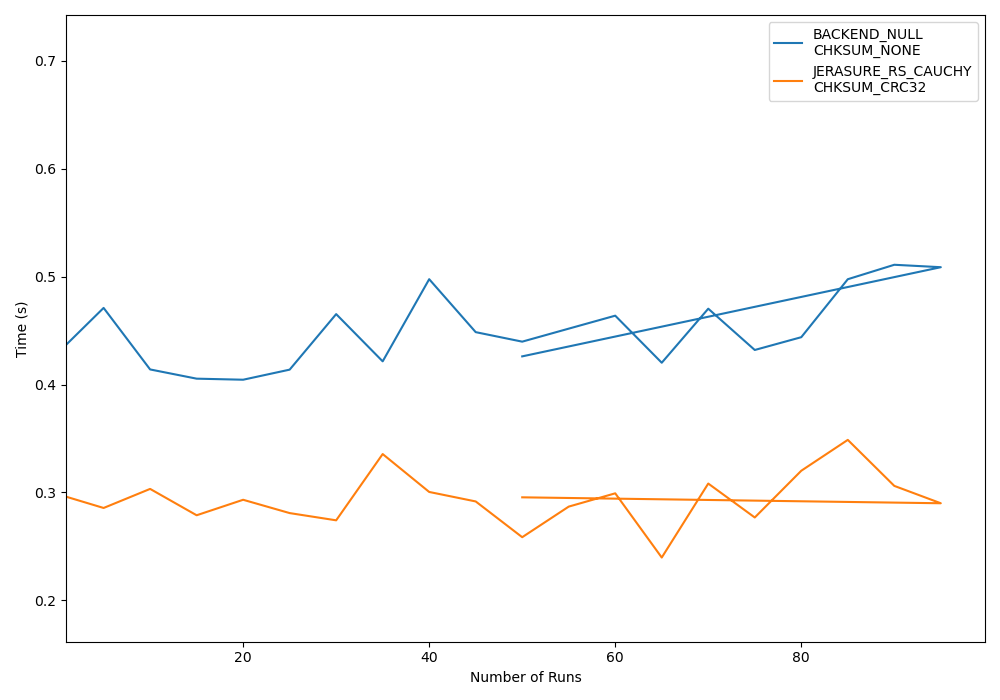 BACKEND_NULL
CHKSUM_NONE
JERASURE_RS_CAUCHY
CHKSUM_CRC32
0.7
0.6
0.5
0.4
0.3
0.2
Time (s)
20
40
60
80
Number of Runs